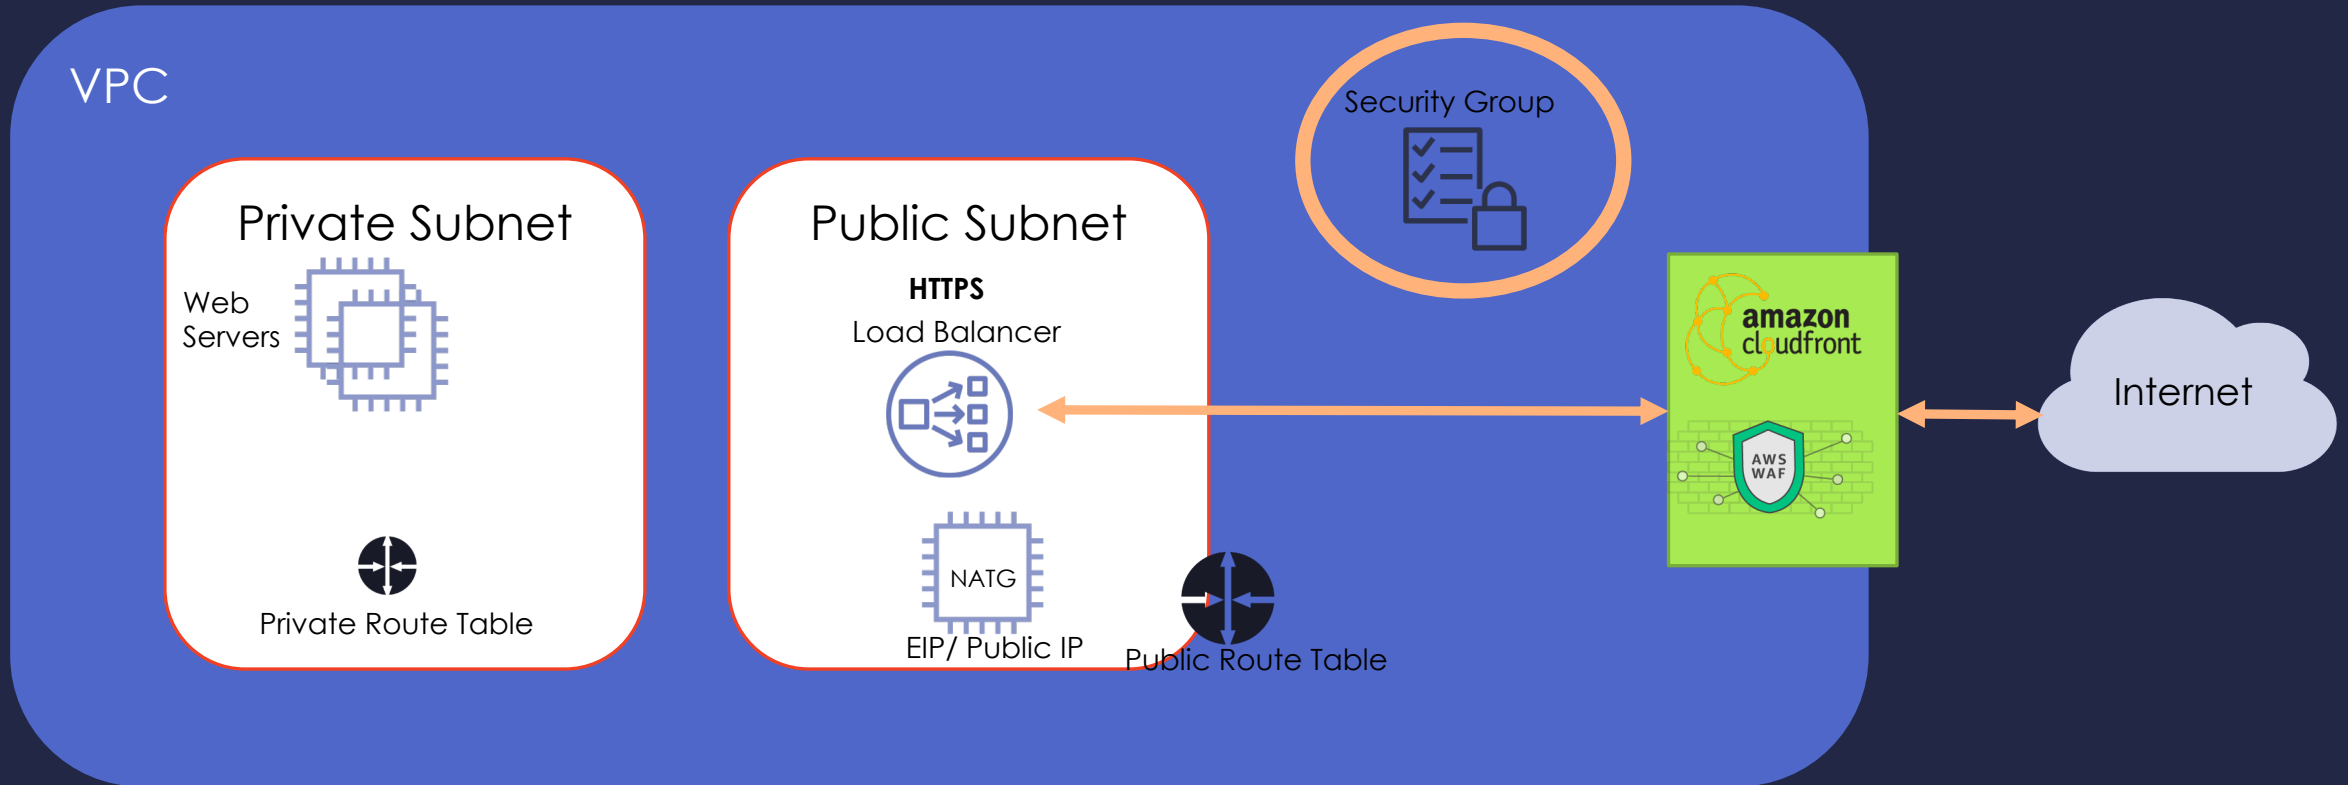 VPC
Private Subnet
Web
Servers
Private Route Table
Public Subnet
HTTPS
Load Balancer
NATG
EIP/ Public IP
Public Route Table
Security Group
amazon
cloudfront
AWS
WAF
Internet